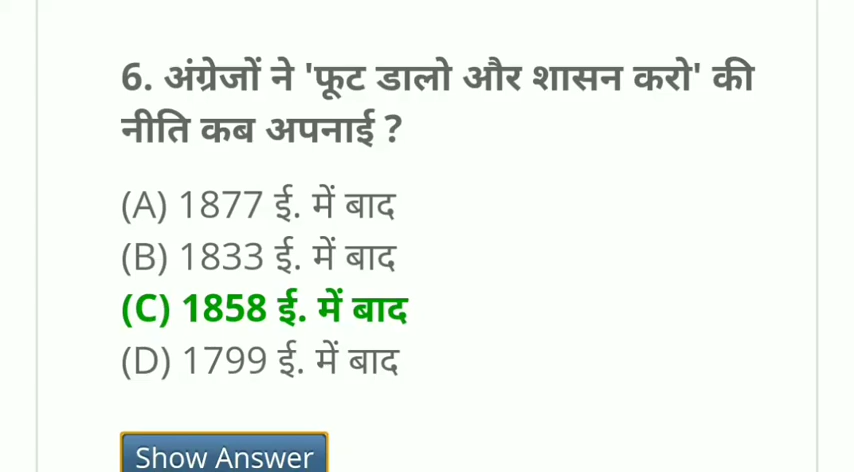 6. अंग्रेजों ने 'फूट डालो और शासन करो' की
नीति कब अपनाई ?
(A) 1877 ई. में बाद
(B) 1833 ई. में बाद
(C) 1858 ई. में बाद
(D) 1799 ई. में बाद
Show Answer